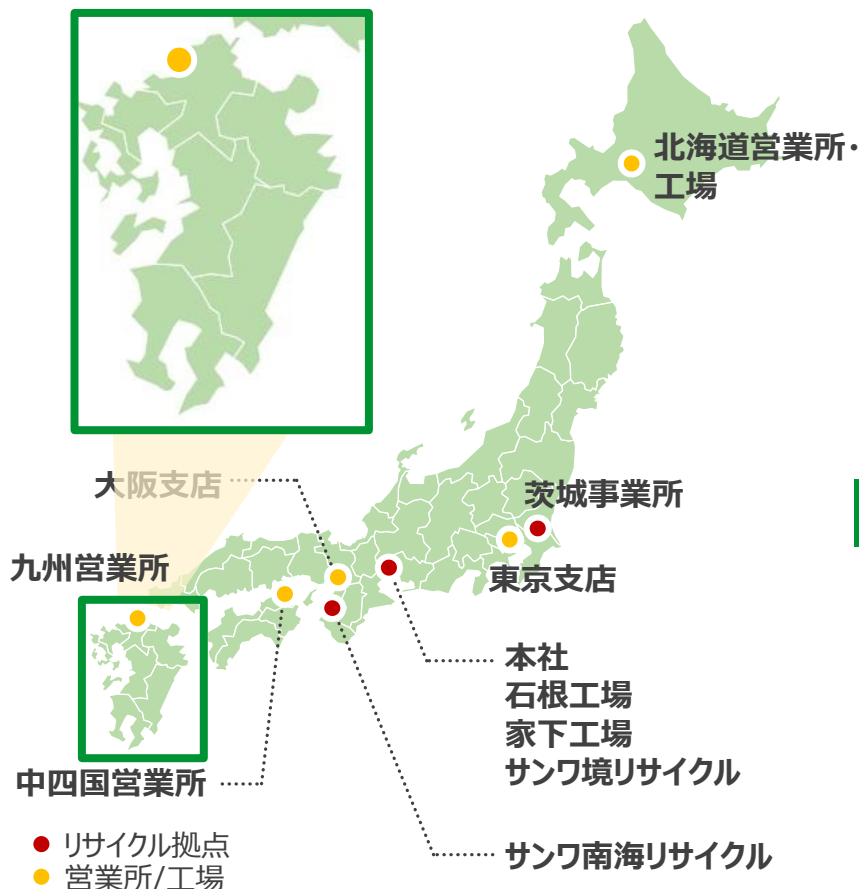 北海道営業所・
工場
大阪支店
茨城事業所
九州営業所
東京支店
本社
石根工場
家下工場
サンワ境リサイクル
中四国営業所
サンワ南海リサイクル
リサイクル拠点
営業所/工場